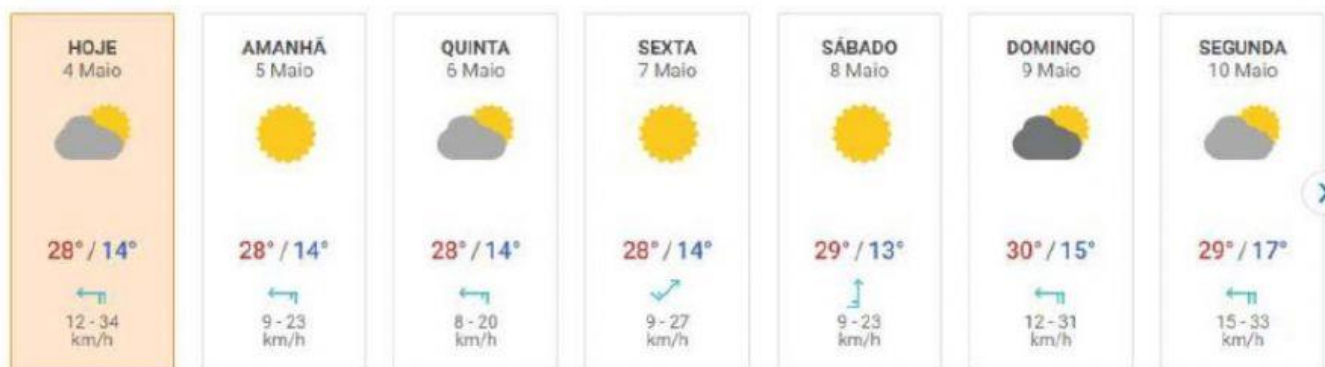 HOJE
4 Maio
28° / 14°
12 - 34
km/h
AMANHÃ
5 Maio
28° / 14°
9 - 23
km/h
QUINTA
6 Maio
28° / 14°
8 - 20
km/h
SEXTA
7 Maio
28° / 14°
9 - 27
km/h
SÁBADO
8 Maio
29° / 13°
9 - 23
km/h
DOMINGO
9 Maio
30° / 15°
12 - 31
km/h
SEGUNDA
10 Maio
29° / 17°
15 - 33
km/h